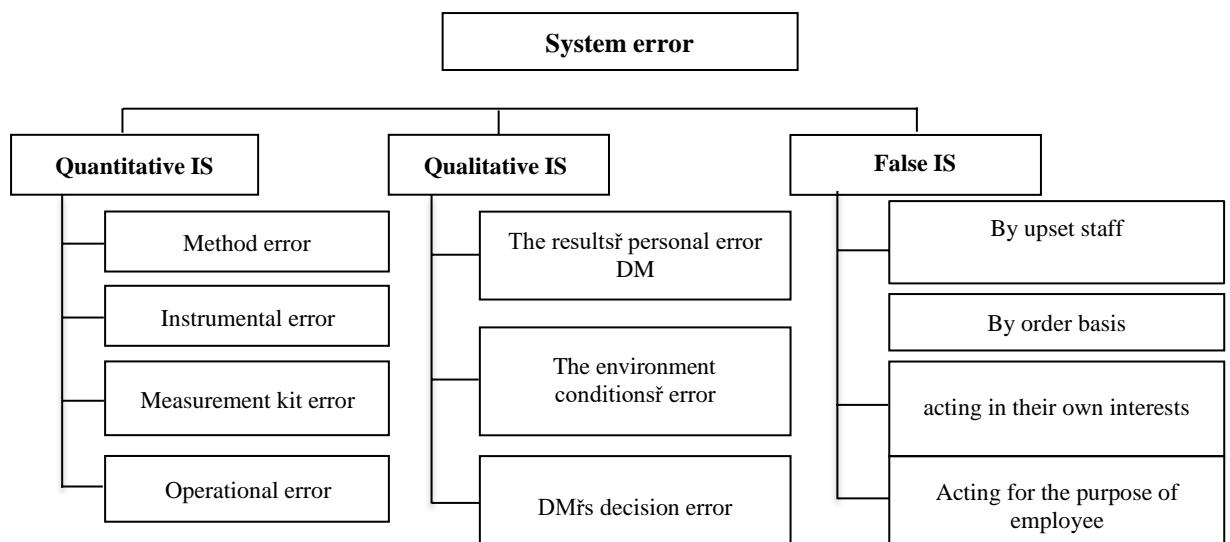 System error
Quantitative IS
Qualitative IS
False IS
Method error
Instrumental error
Measurement kit error
Operational error
The resultsř personal error
DM
The environment
conditionsř error
DMřs decision error
By upset staff
By order basis
acting in their own interests
Acting for the purpose of
employee